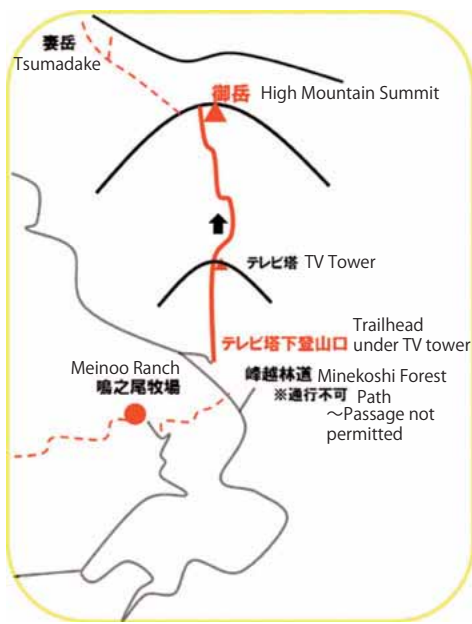 妻岳
Tsumadake
御岳 High Mountain Summit
テレビ塔 TV Tower
テレビ塔下登山口 Trailhead
under TV tower
Meinoo Ranch
鳴之尾牧場
峰越林道 Minekoshi Forest
※通行不可 Path
～Passage not
permitted